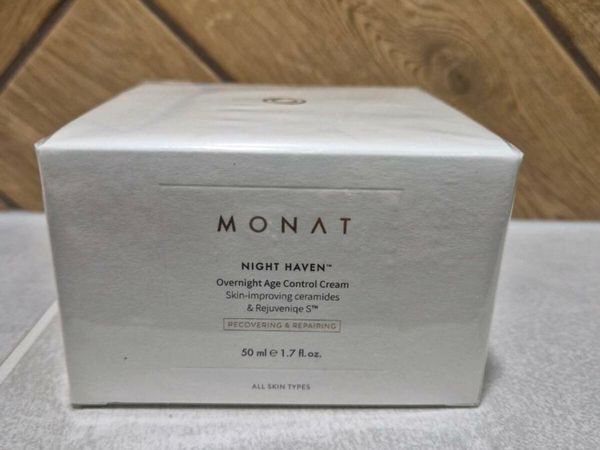 MONAT
NIGHT HAVEN™
Overnight Age Control Cream
Skin-improving ceramides
& Rejuveniqe S™
RECOVERING & REPAIRING
50 ml ℮ 1.7 fl. oz.
ALL SKIN TYPES